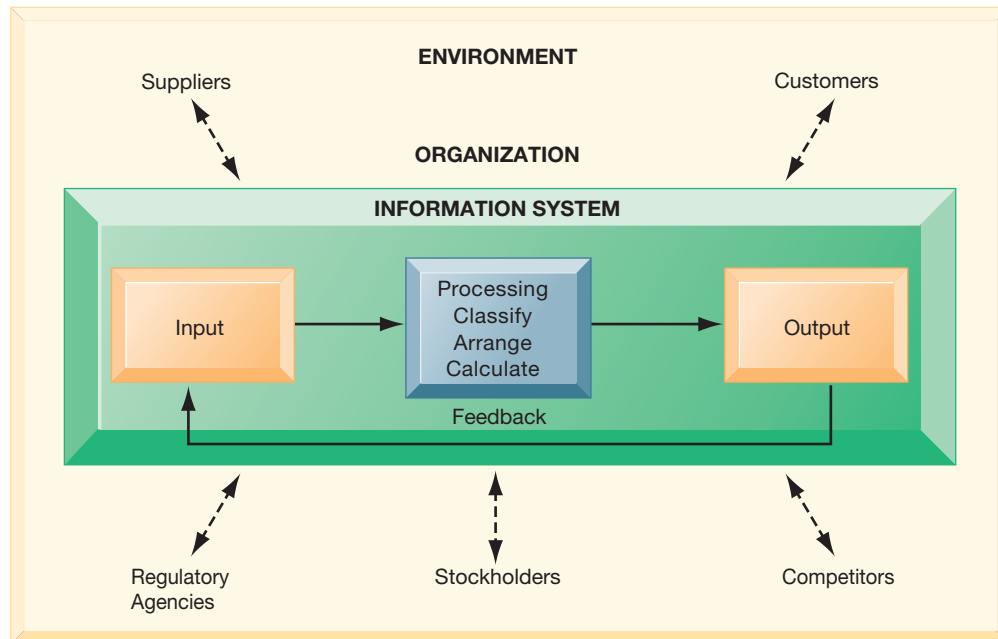 ENVIRONMENT
Suppliers
Customers
ORGANIZATION
INFORMATION SYSTEM
Input
Processing
Classify
Arrange
Calculate
Output
Feedback
Regulatory
Agencies
Stockholders
Competitors